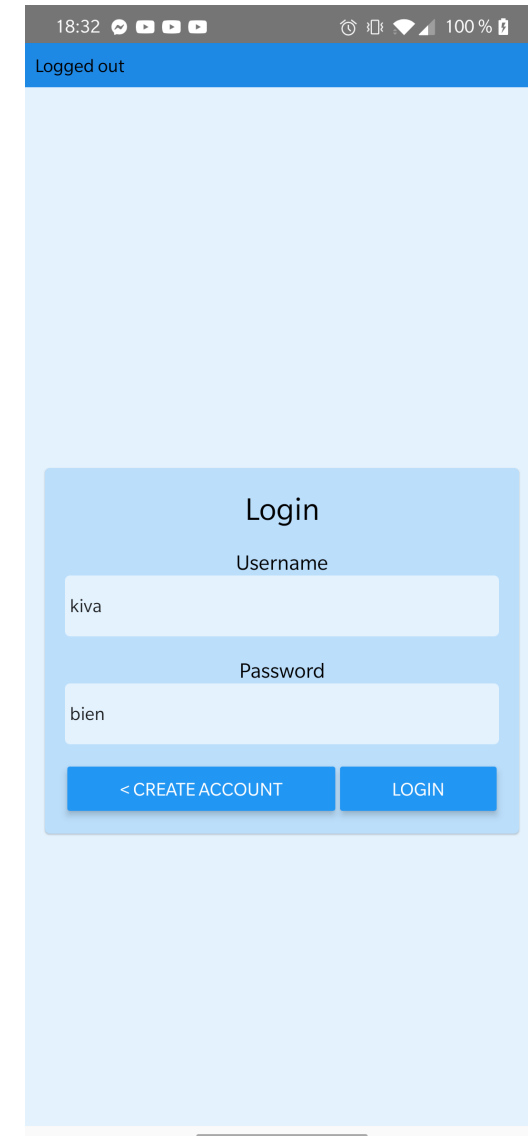 18:32 100 %
Logged out
Login
Username
kiva
Password
bien
< CREATE ACCOUNT LOGIN